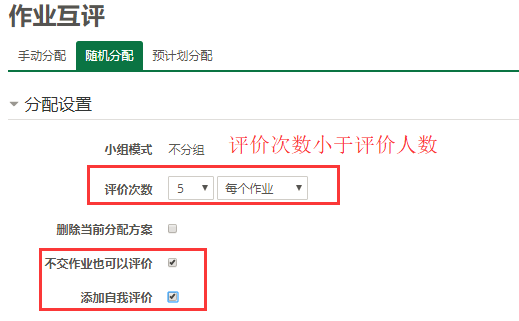 作业互评
手动分配 随机分配 预计划分配
分配设置
小组模式 不分组 评价次数小于评价人数
评价次数 5 每个作业
删除当前分配方案
不交作业也可以评价
添加自我评价